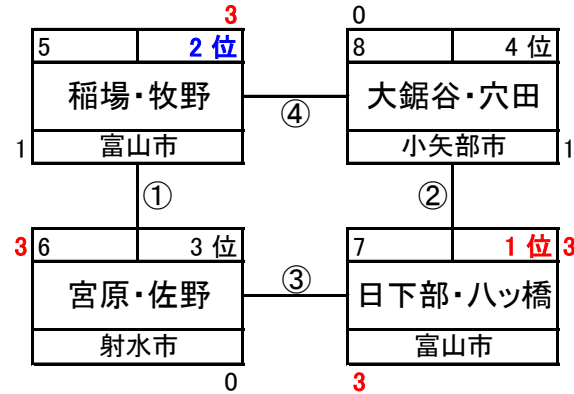 3 0
5 2 位 8 4 位
稲場・牧野 大鋸谷・穴田
④
1 富山市 小矢部市 1
① ②
3 6 3 位 7 1 位 3
③
宮原・佐野 日下部・八ッ橋
射水市 富山市
0 3